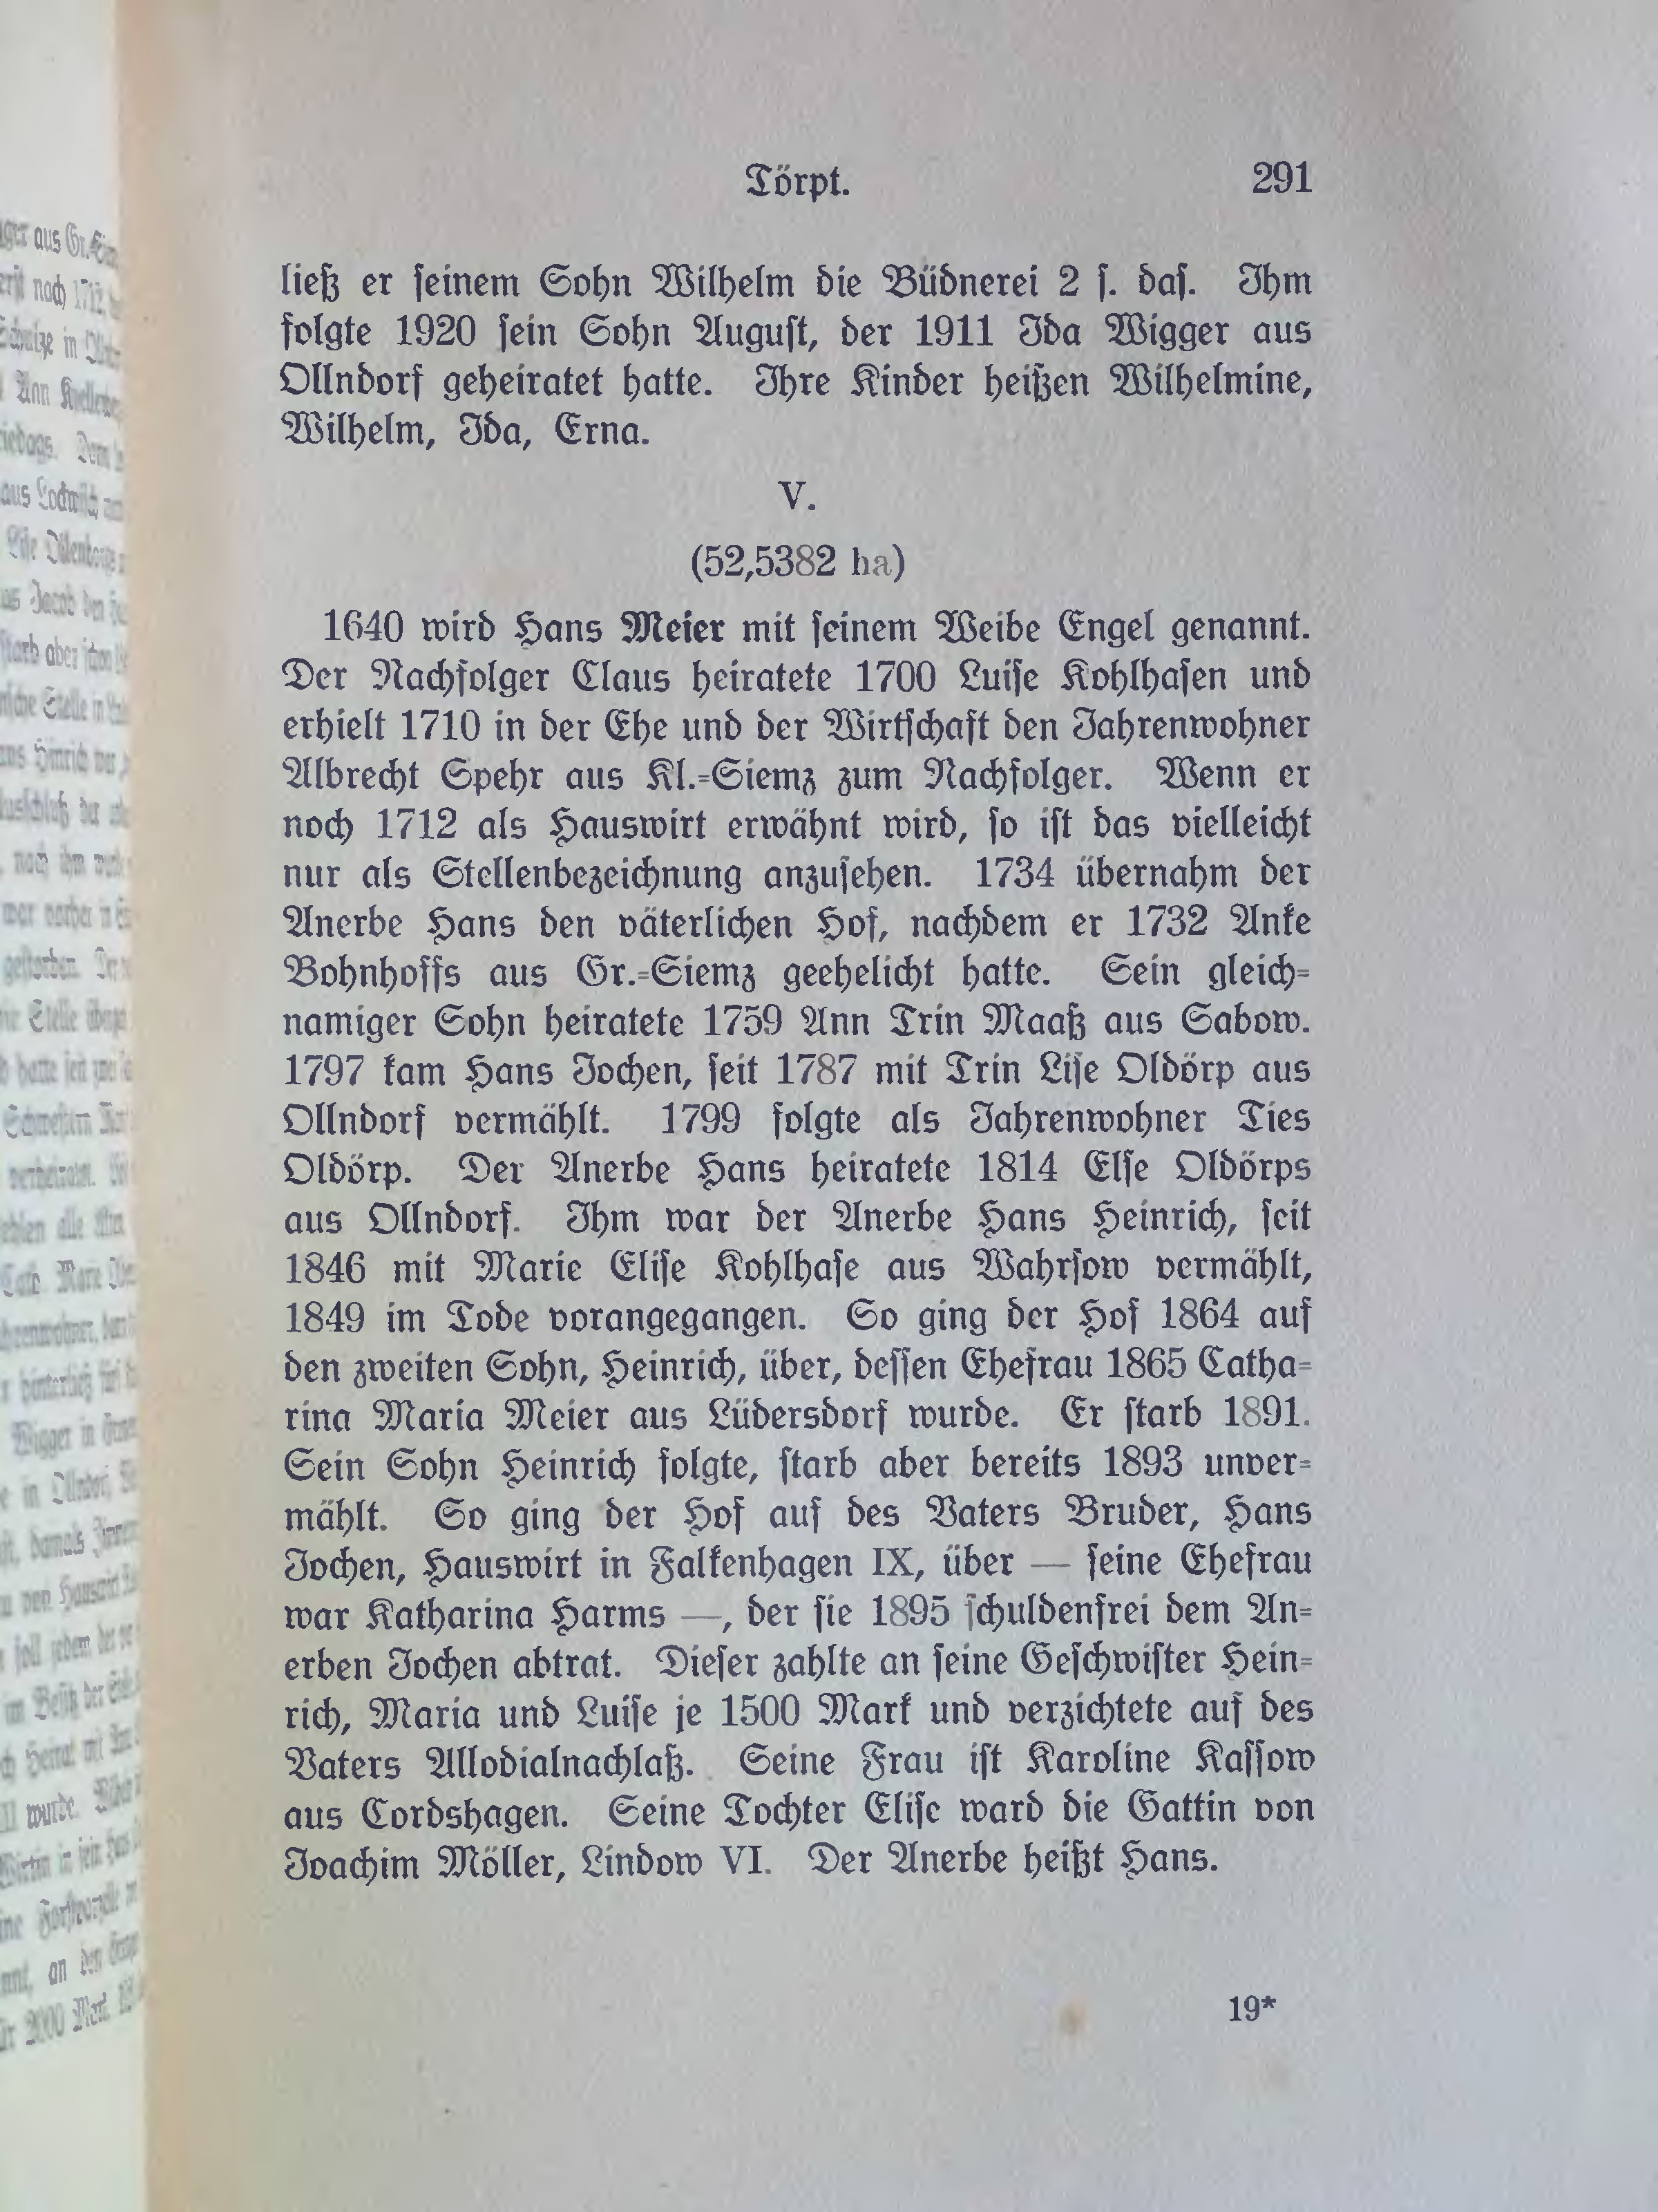 Törpt. 291
ließ er seinem Sohn Wilhelm die Büdnerei 2 s. das. Ihm
folgte 1920 sein Sohn August, der 1911 Ida Wigger aus
Ollndorf geheiratet hatte. Ihre Kinder heißen Wilhelmine,
Wilhelm, Ida, Erna.
V.
(52,5382 ha)
1640 wird Hans Meier mit seinem Weibe Engel genannt.
Der Nachfolger Claus heiratete 1700 Luise Kohlhasen und
erhielt 1710 in der Ehe und der Wirtschaft den Jahrenwohner
Albrecht Spehr aus Kl.-Siemz zum Nachfolger. Wenn er
noch 1712 als Hauswirt erwähnt wird, so ist das vielleicht
nur als Stellenbezeichnung anzusehen. 1734 übernahm der
Anerbe Hans den väterlichen Hof, nachdem er 1732 Anke
Bohnhoffs aus Gr.-Siemz geehelicht hatte. Sein gleich-
namiger Sohn heiratete 1759 Ann Trin Maaß aus Sabow.
1797 kam Hans Jochen, seit 1787 mit Trin Lise Oldörp aus
Ollndorf vermählt. 1799 folgte als Jahrenwohner Ties
Oldörp. Der Anerbe Hans heiratete 1814 Else Oldörps
aus Ollndorf. Ihm war der Anerbe Hans Heinrich, seit
1846 mit Marie Elise Kohlhase aus Wahrsow vermählt,
1849 im Tode vorangegangen. So ging der Hof 1864 auf
den zweiten Sohn, Heinrich, über, dessen Ehefrau 1865 Catha-
rina Maria Meier aus Lüdersdorf wurde. Er starb 1891.
Sein Sohn Heinrich folgte, starb aber bereits 1893 unver-
mählt. So ging der Hof auf des Vaters Bruder, Hans
Jochen, Hauswirt in Falkenhagen IX, über — seine Ehefrau
war Katharina Harms —, der sie 1895 schuldenfrei dem An-
erben Jochen abtrat. Dieser zahlte an seine Geschwister Hein-
rich, Maria und Luise je 1500 Mark und verzichtete auf des
Vaters Allodialnachlaß. Seine Frau ist Karoline Kassow
aus Cordshagen. Seine Tochter Elise ward die Gattin von
Joachim Möller, Lindow VI. Der Anerbe heißt Hans.
19*